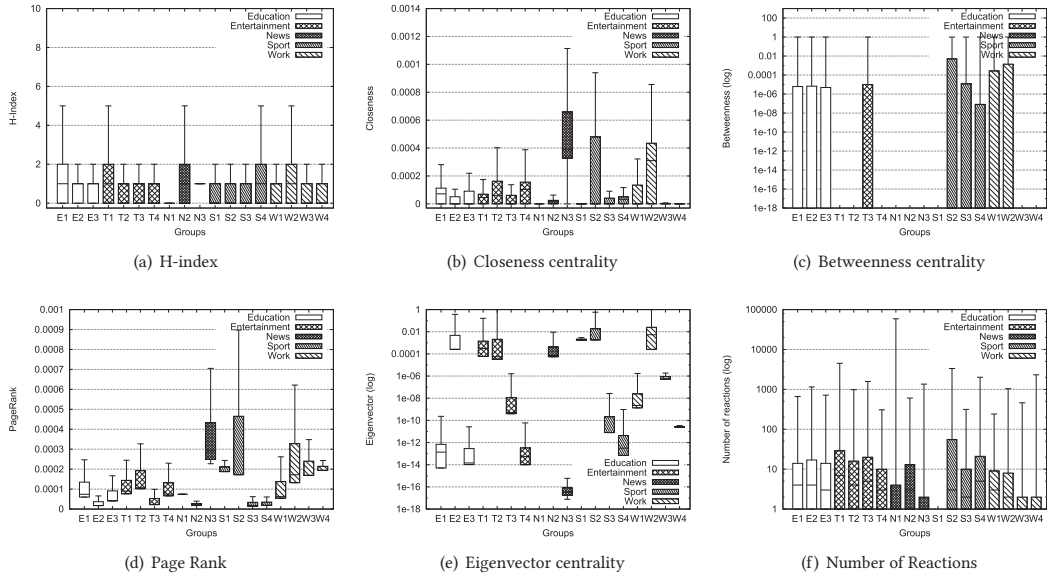 10
8
6
4
2
0
H-Index
Education
Entertainment
News
Sport
Work
E1 E2 E3 T1 T2 T3 T4 N1 N2 N3 S1 S2 S3 S4 W1 W2 W3 W4
Groups
(a) H-index
0.0014
0.0012
0.001
0.0008
0.0006
0.0004
0.0002
0
Closeness
Education
Entertainment
News
Sport
Work
E1 E2 E3 T1 T2 T3 T4 N1 N2 N3 S1 S2 S3 S4 W1 W2 W3 W4
Groups
(b) Closeness centrality
100
1
0.01
0.0001
1e-06
1e-08
1e-10
1e-12
1e-14
1e-16
1e-18
Betweenness (log)
Education
Entertainment
News
Sport
Work
E1 E2 E3 T1 T2 T3 T4 N1 N2 N3 S1 S2 S3 S4 W1 W2 W3 W4
Groups
(c) Betweenness centrality
0.001
0.0009
0.0008
0.0007
0.0006
0.0005
0.0004
0.0003
0.0002
0.0001
0
PageRank
Education
Entertainment
News
Sport
Work
E1 E2 E3 T1 T2 T3 T4 N1 N2 N3 S1 S2 S3 S4 W1 W2 W3 W4
Groups
(d) Page Rank
1
0.01
0.0001
1e-06
1e-08
1e-10
1e-12
1e-14
1e-16
1e-18
Eigenvector (log)
Education
Entertainment
News
Sport
Work
E1 E2 E3 T1 T2 T3 T4 N1 N2 N3 S1 S2 S3 S4 W1 W2 W3 W4
Groups
(e) Eigenvector centrality
100000
10000
1000
100
10
1
Number of reactions (log)
Education
Entertainment
News
Sport
Work
E1 E2 E3 T1 T2 T3 T4 N1 N2 N3 S1 S2 S3 S4 W1 W2 W3 W4
Groups
(f) Number of Reactions